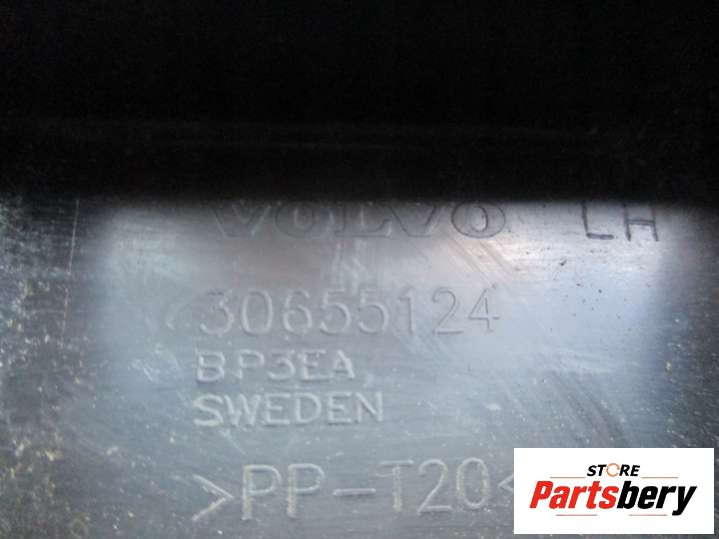 VOLVO LH
30655124
BP3EA
SWEDEN
>PP-T20<
STORE
Partsbery